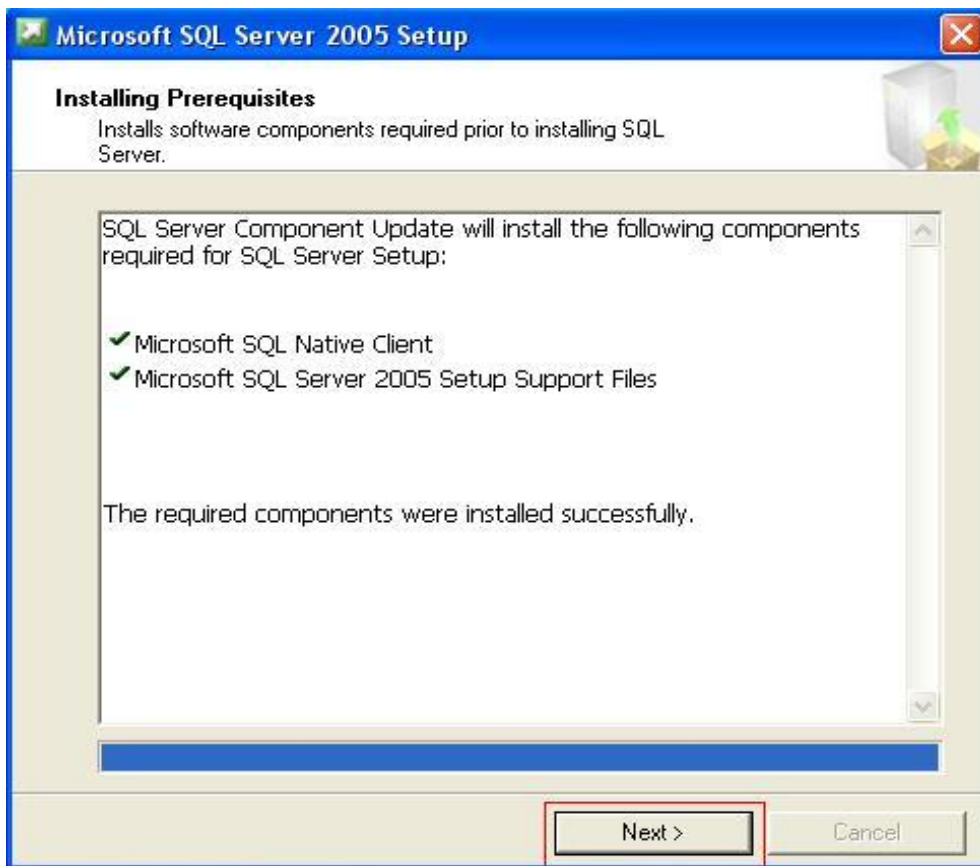 Microsoft SQL Server 2005 Setup
Installing Prerequisites
Installs software components required prior to installing SQL
Server.
SQL Server Component Update will install the following components
required for SQL Server Setup:
Microsoft SQL Native Client
Microsoft SQL Server 2005 Setup Support Files
The required components were installed successfully.
Next >
Cancel